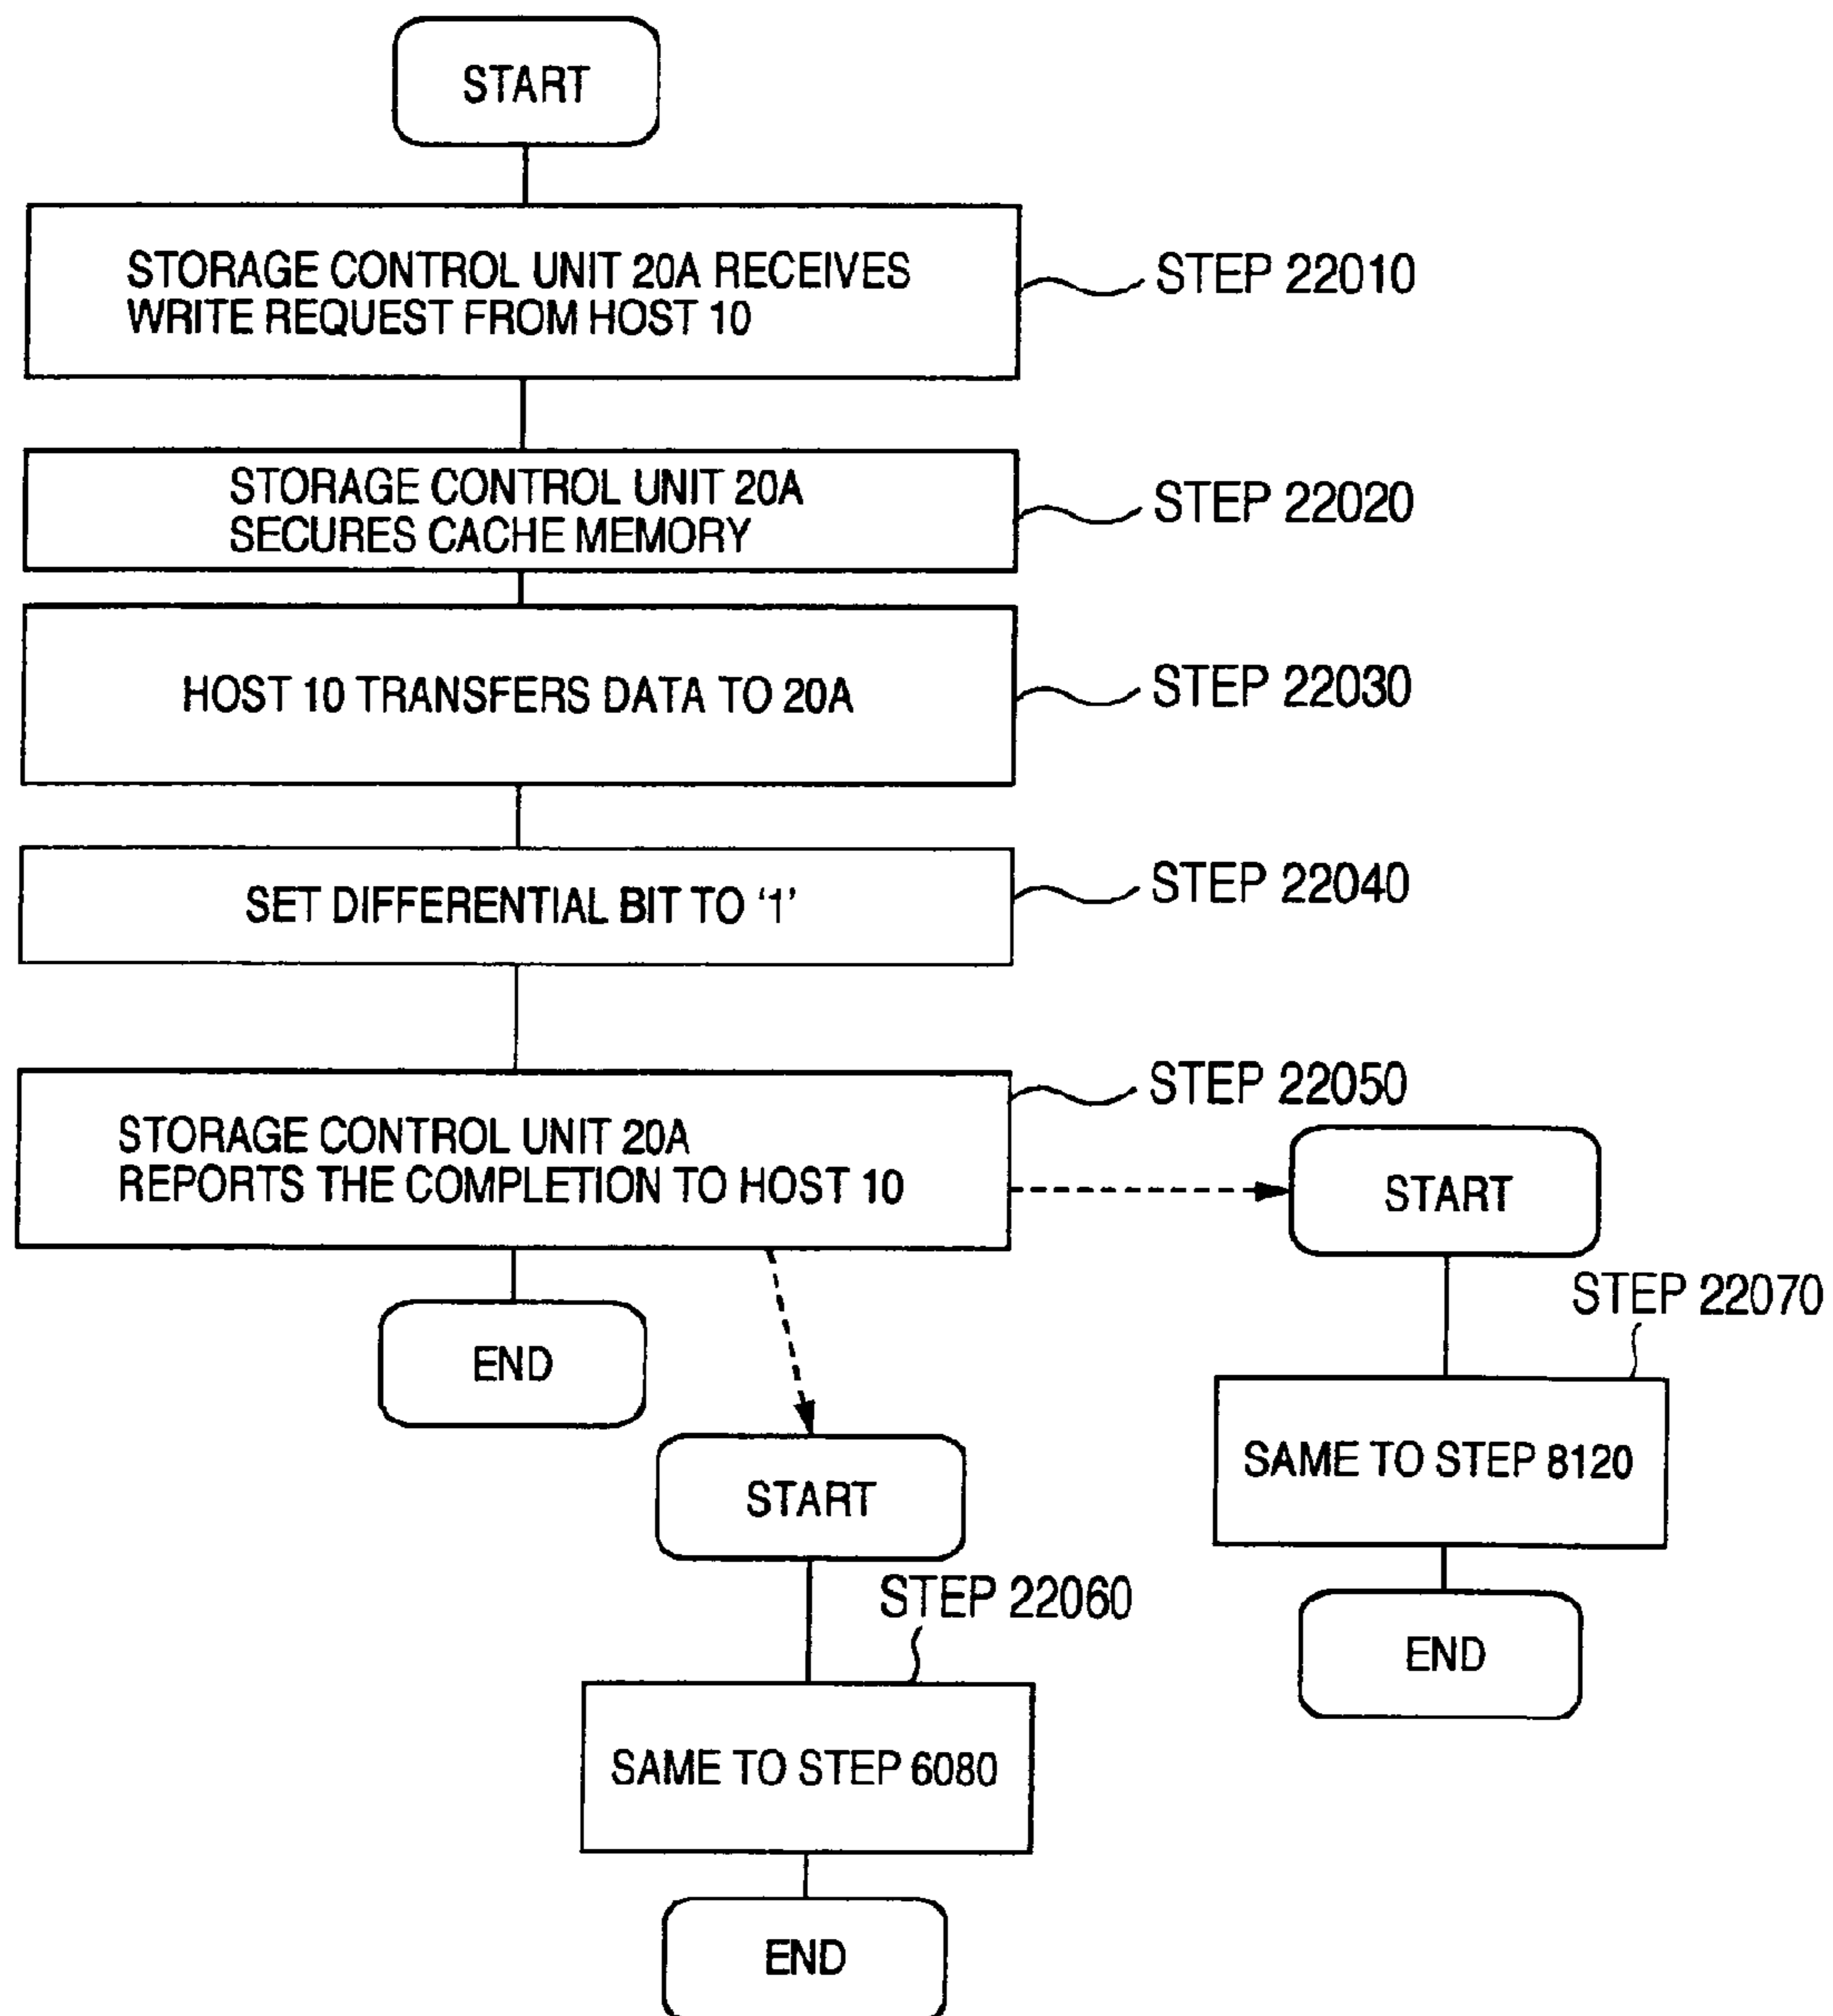 START
STORAGE CONTROL UNIT 20A RECEIVES
WRITE REQUEST FROM HOST 10
STEP 22010
STORAGE CONTROL UNIT 20A
SECURES CACHE MEMORY
STEP 22020
HOST 10 TRANSFERS DATA TO 20A
STEP 22030
SET DIFFERENTIAL BIT TO ‘1’
STEP 22040
STORAGE CONTROL UNIT 20A
REPORTS THE COMPLETION TO HOST 10
STEP 22050
END
START
STEP 22060
SAME TO STEP 6080
END
START
STEP 22070
SAME TO STEP 8120
END